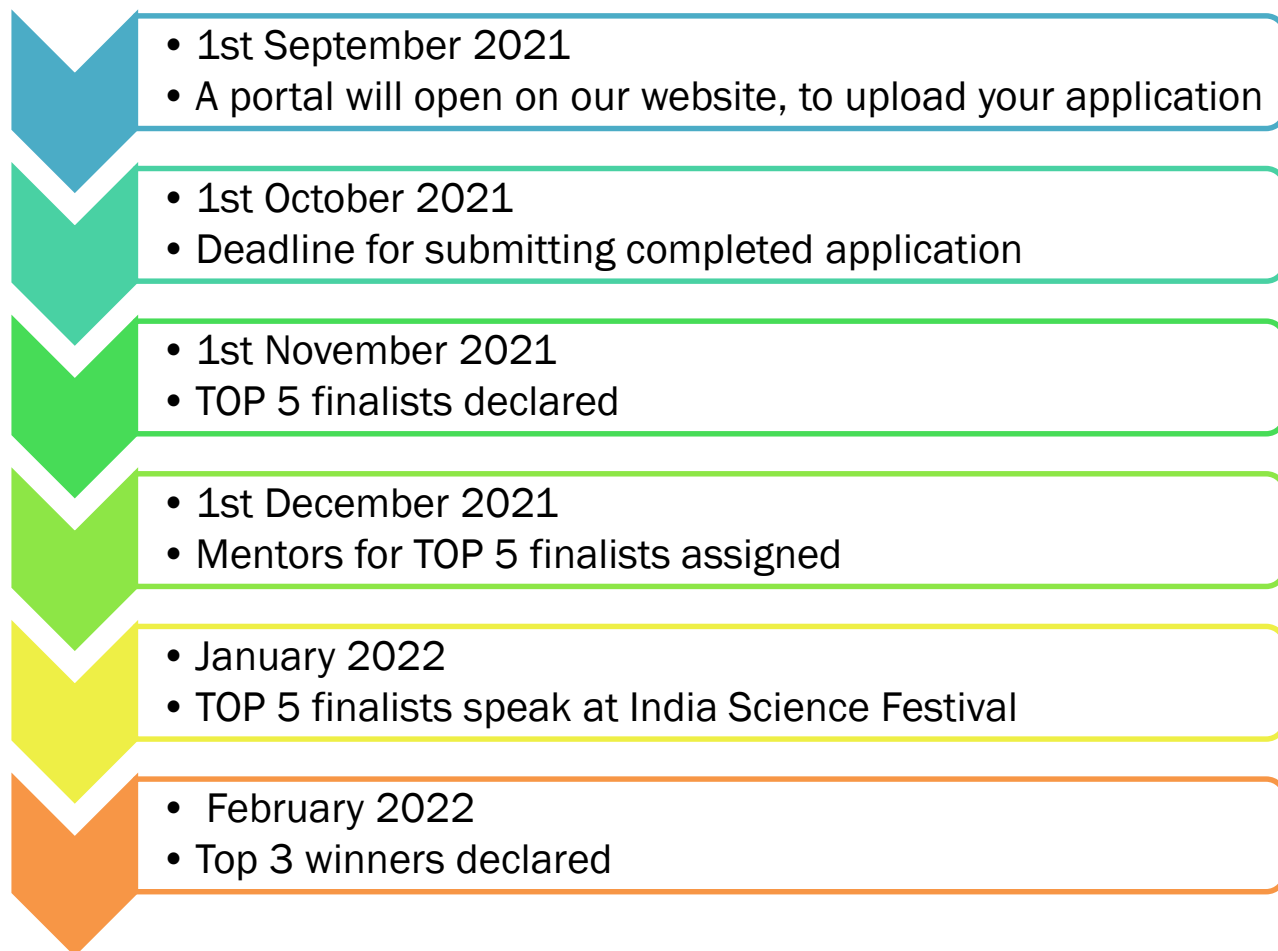 • 1st September 2021
• A portal will open on our website, to upload your application
• 1st October 2021
• Deadline for submitting completed application
• 1st November 2021
• TOP 5 finalists declared
• 1st December 2021
• Mentors for TOP 5 finalists assigned
• January 2022
• TOP 5 finalists speak at India Science Festival
• February 2022
• Top 3 winners declared